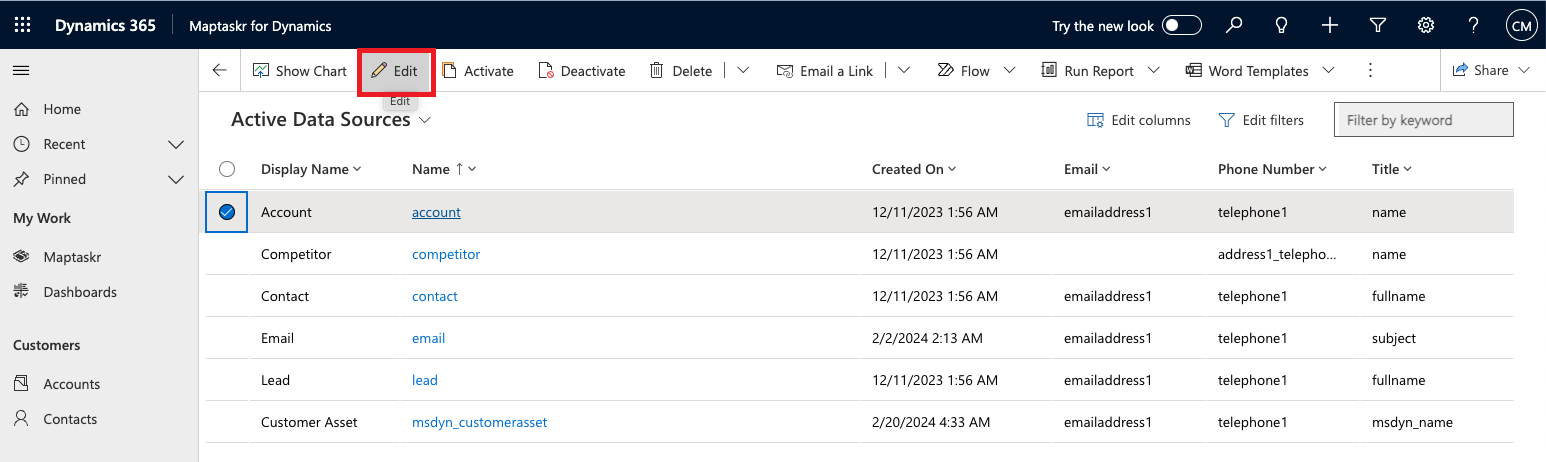 Dynamics 365 Maptaskr for Dynamics Try the new look CM
Show Chart Edit Activate Deactivate Delete Email a Link Flow Run Report Word Templates Share
Edit
Home
Recent
Pinned
My Work
Maptaskr
Dashboards
Customers
Accounts
Contacts
Active Data Sources Edit columns Edit filters Filter by keyword
Display Name Name Created On Email Phone Number Title
Account account 12/11/2023 1:56 AM emailaddress1 telephone1 name
Competitor competitor 12/11/2023 1:56 AM address1_telepho... name
Contact contact 12/11/2023 1:56 AM emailaddress1 telephone1 fullname
Email email 2/2/2024 2:13 AM emailaddress1 telephone1 subject
Lead lead 12/11/2023 1:56 AM emailaddress1 telephone1 fullname
Customer Asset msdyn_customerasset 2/20/2024 4:33 AM emailaddress1 telephone1 msdyn_name